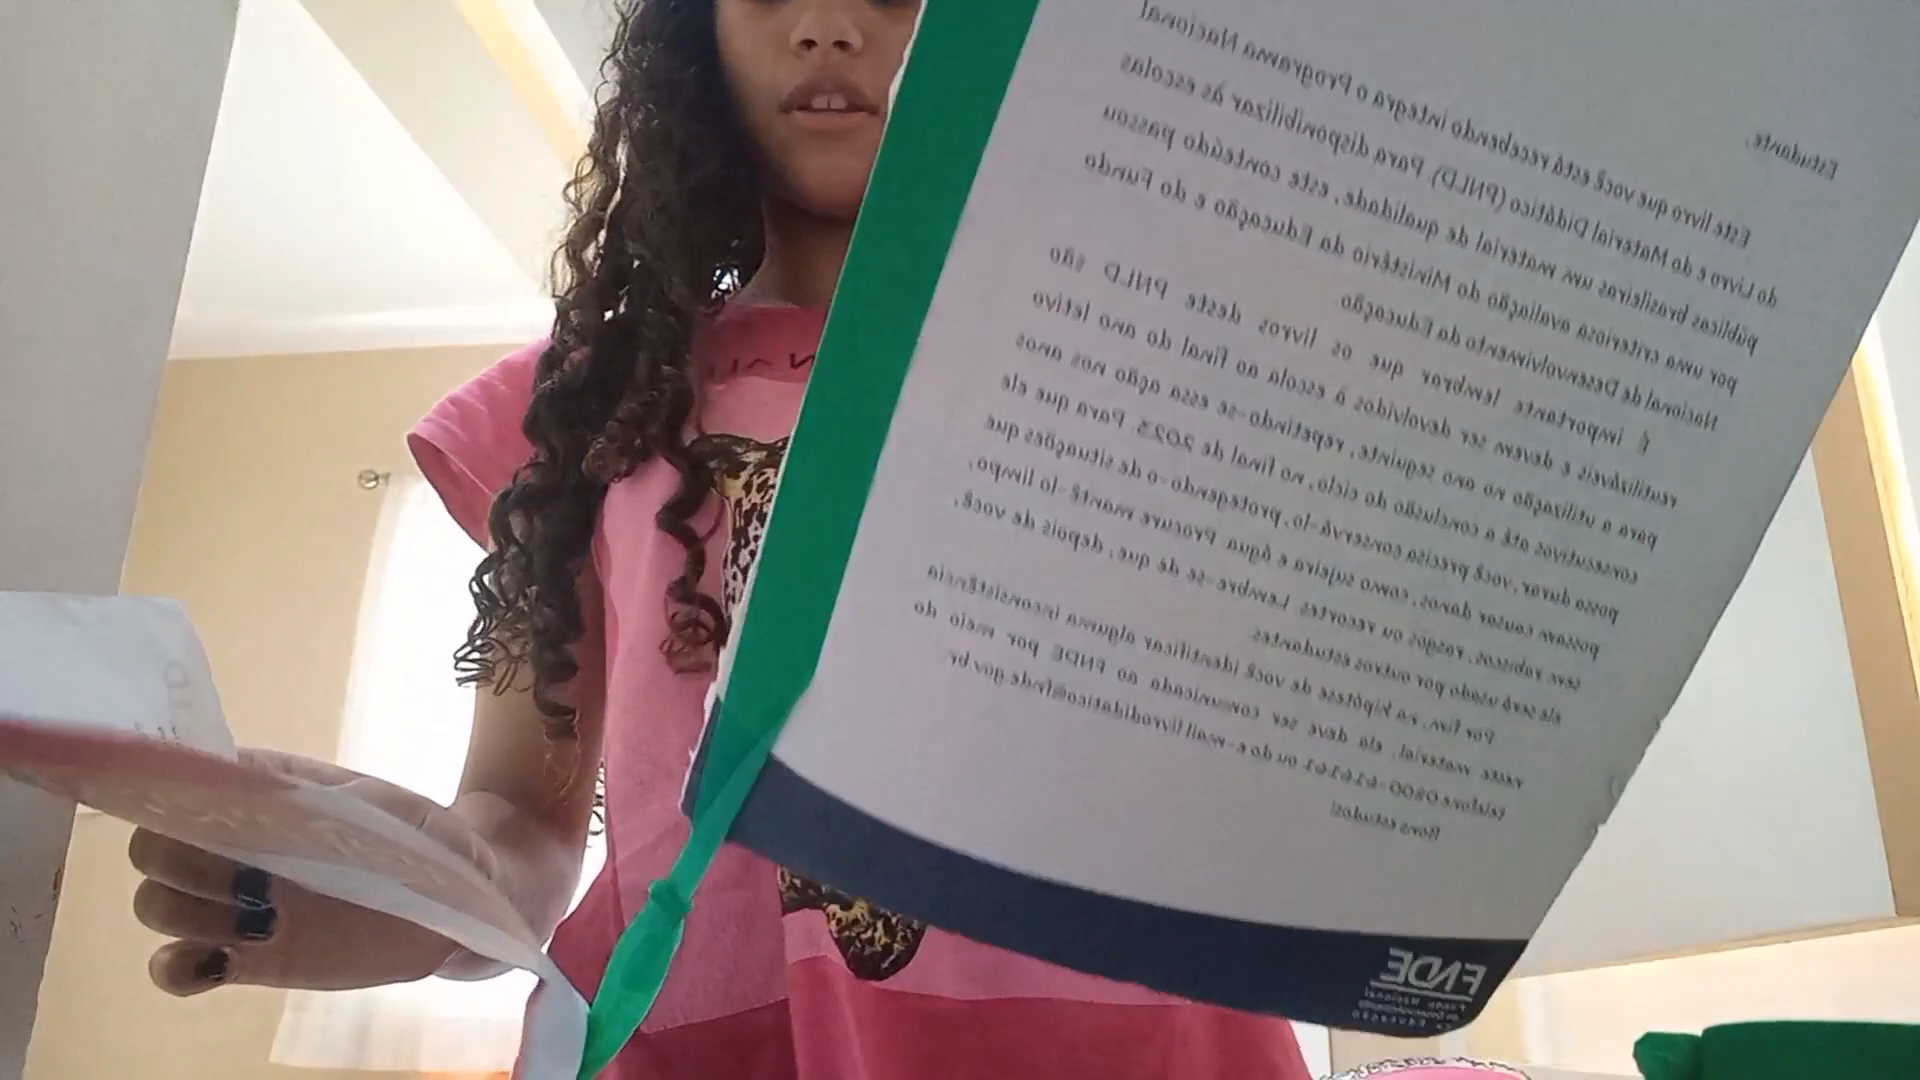 Estudante,
Este livro que você está recebendo integra o Programa Nacional
do Livro e do Material Didático (PNLD). Para disponibilizar às escolas
públicas brasileiras um material de qualidade, este conteúdo passou
por uma criteriosa avaliação do Ministério da Educação e do Fundo
Nacional de Desenvolvimento da Educação
É importante lembrar que os livros deste PNLD são
reutilizáveis e devem ser devolvidos à escola ao final do ano letivo
para a utilização no ano seguinte, repetindo-se essa ação nos anos
consecutivos até a conclusão do ciclo, no final de 2023. Para que ele
possa durar, você precisa conservá-lo, protegendo-o de situações que
possam causar danos, como sujeira e água. Procure mantê-lo limpo,
sem rabiscos, rasgos ou recortes. Lembre-se de que, depois de você,
ele será usado por outros estudantes.
Por fim, na hipótese de você identificar alguma inconsistência
neste material, ela deve ser comunicada ao FNDE por meio do
telefone 0800-616161 ou do e-mail livrodidatico@fnde.gov.br
Bons estudos!
FNDE
Fundo Nacional
de Desenvolvimento
da Educação